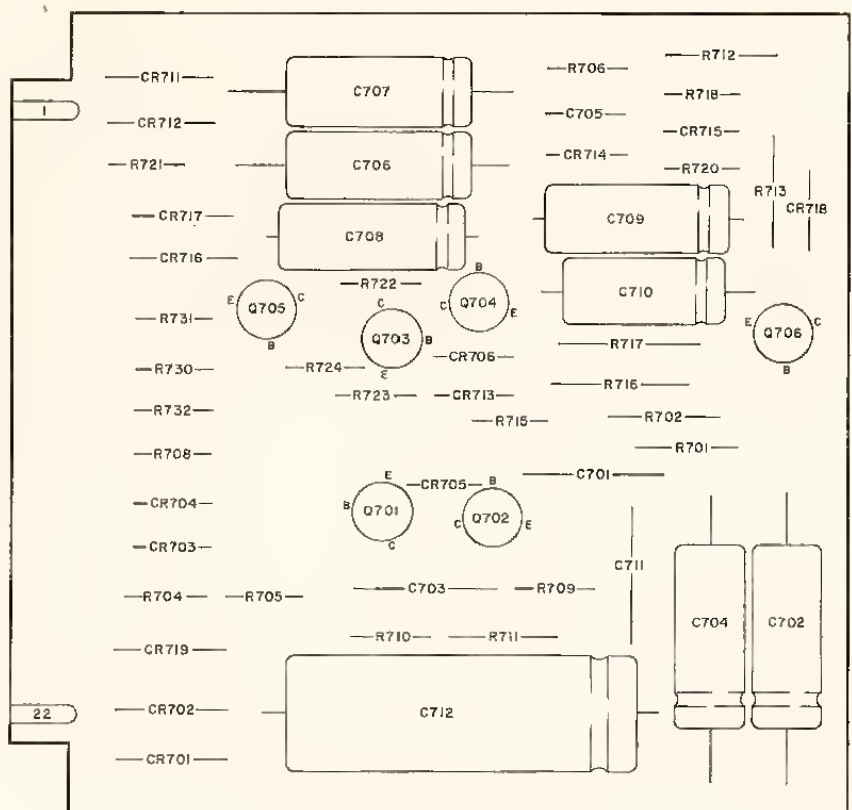 CR711
C707
R706
R712
1
CR712
C705
R718
R721
C706
CR714
CR715
R720
R713
CR718
CR717
C708
C709
CR716
R722
B
C
E
Q704
C710
E
Q705
C
B
R731
C
Q703
B
E
E
Q706
C
B
R717
CR706
R730
R724
R716
R723
CR713
R732
R715
R702
R701
R708
C701
E
CR705
B
B
Q701
C
C
Q702
E
CR704
CR703
C711
C703
R709
R704
R705
C704
C702
R710
R711
CR719
22
CR702
C712
CR701